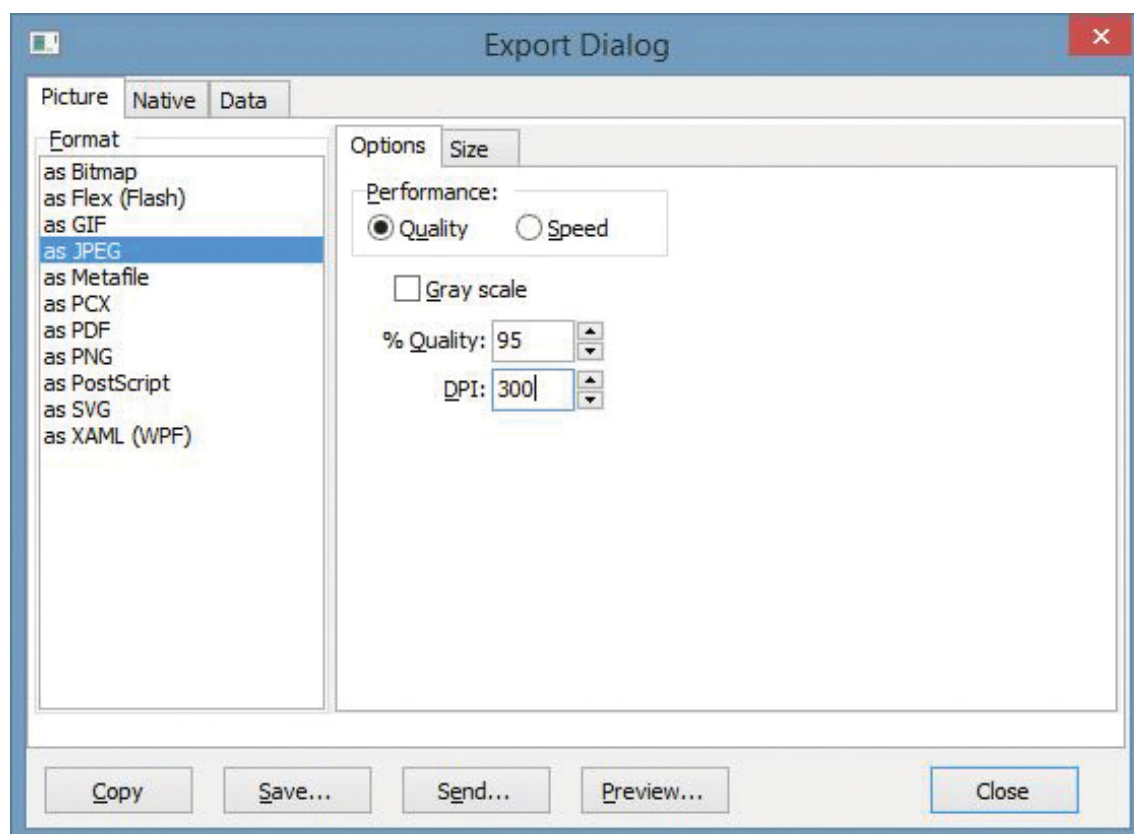 Export Dialog
Picture Native Data
Format
as Bitmap
as Flex (Flash)
as GIF
as JPEG
as Metafile
as PCX
as PDF
as PNG
as PostScript
as SVG
as XAML (WPF)
Options Size
Performance:
Quality Speed
Gray scale
% Quality: 95
DPI: 300
Copy Save... Send... Preview... Close